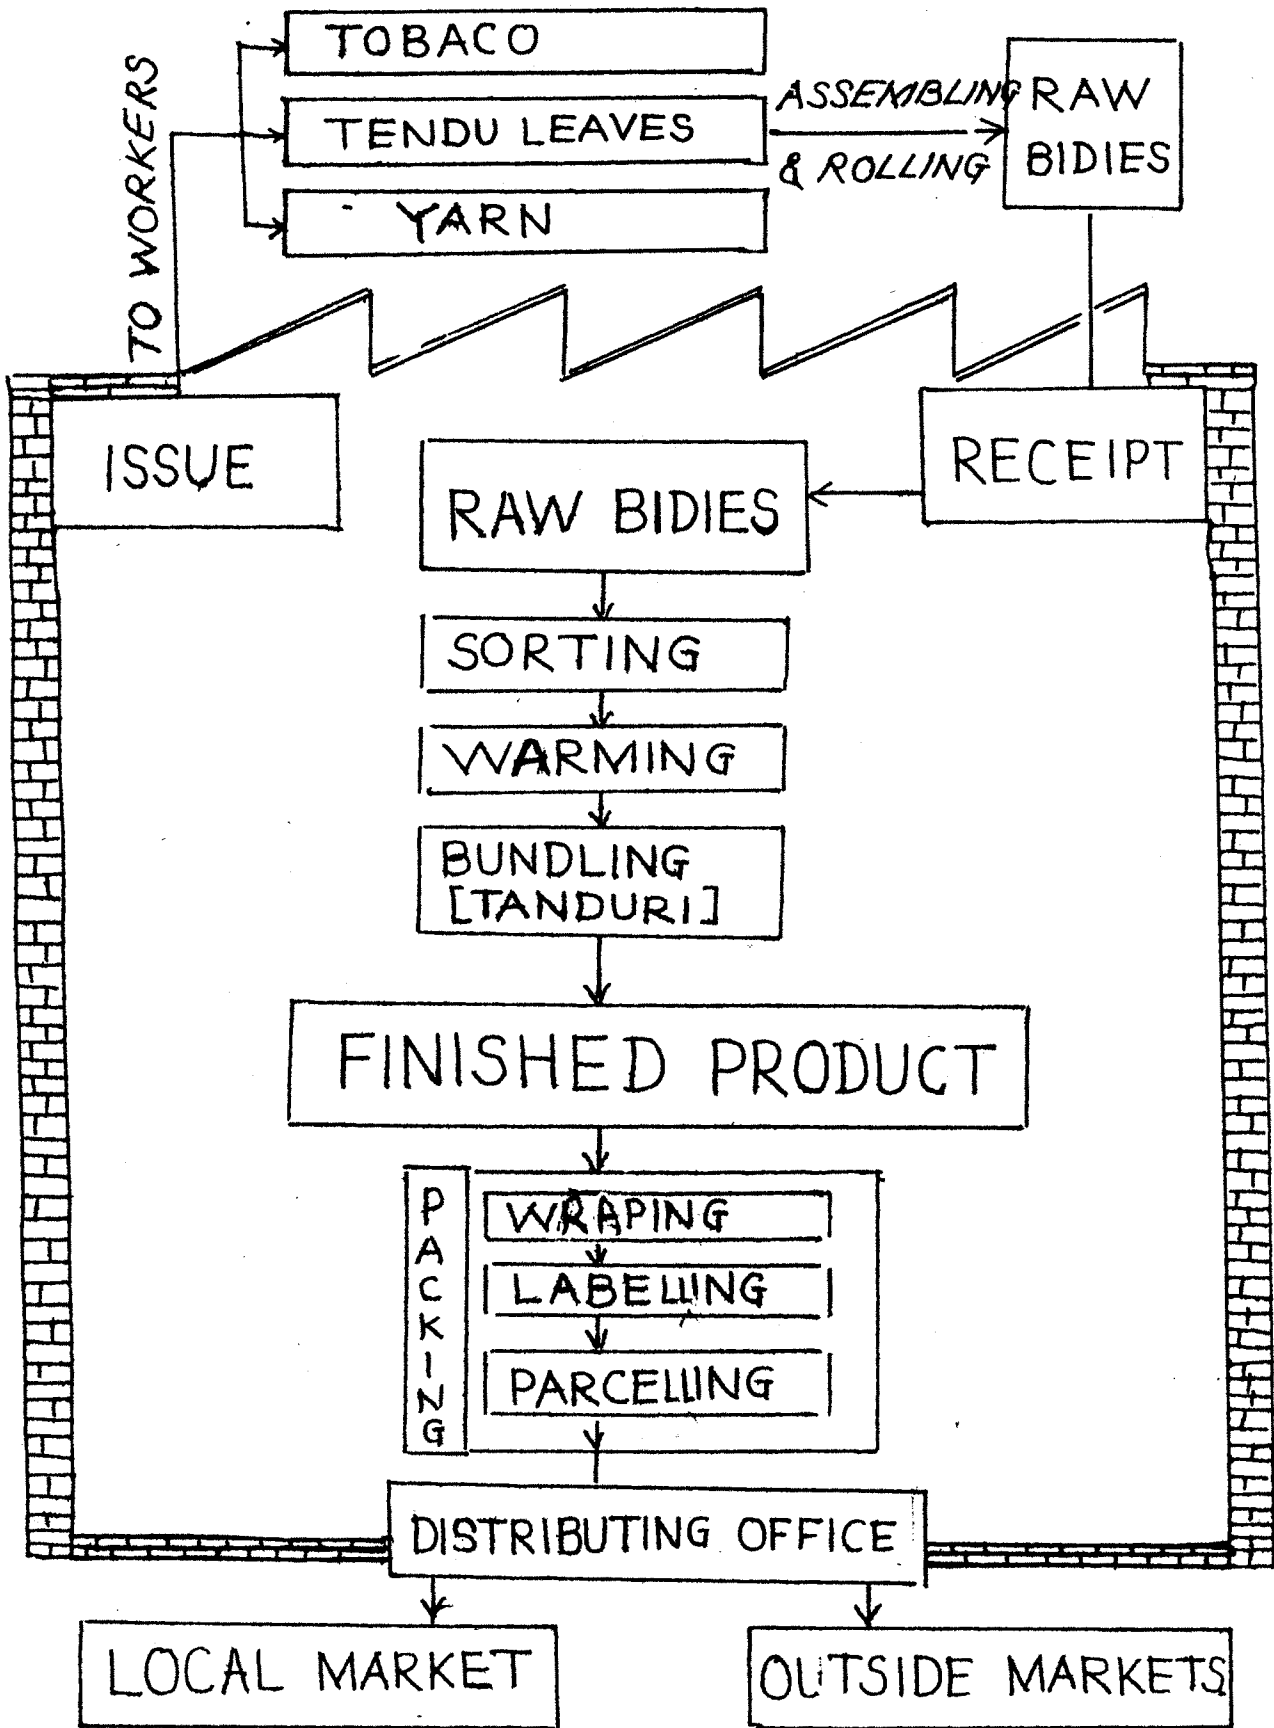 TOBACO
TENDU LEAVES
YARN
TO WORKERS
ASSEMBLING
& ROLLING
RAW
BIDIES
ISSUE
RECEIPT
RAW BIDIES
SORTING
WARMING
BUNDLING
[TANDURI]
FINISHED PRODUCT
PACKING
WRAPING
LABELLING
PARCELLING
DISTRIBUTING OFFICE
LOCAL MARKET
OUTSIDE MARKETS